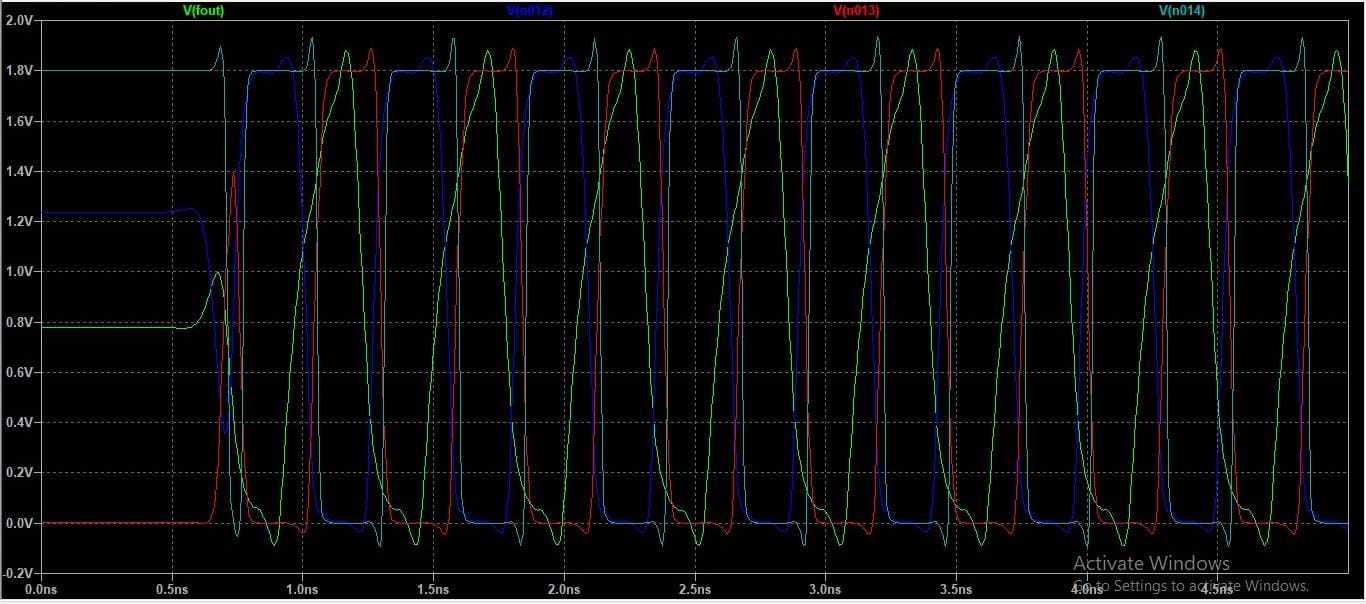 V(fout) V(n012) V(n013) V(n014)
2.0V
1.8V
1.6V
1.4V
1.2V
1.0V
0.8V
0.6V
0.4V
0.2V
0.0V
-0.2V
0.0ns 0.5ns 1.0ns 1.5ns 2.0ns 2.5ns 3.0ns 3.5ns 4.0ns 4.5ns
Activate Windows
Go to Settings to activate Windows.